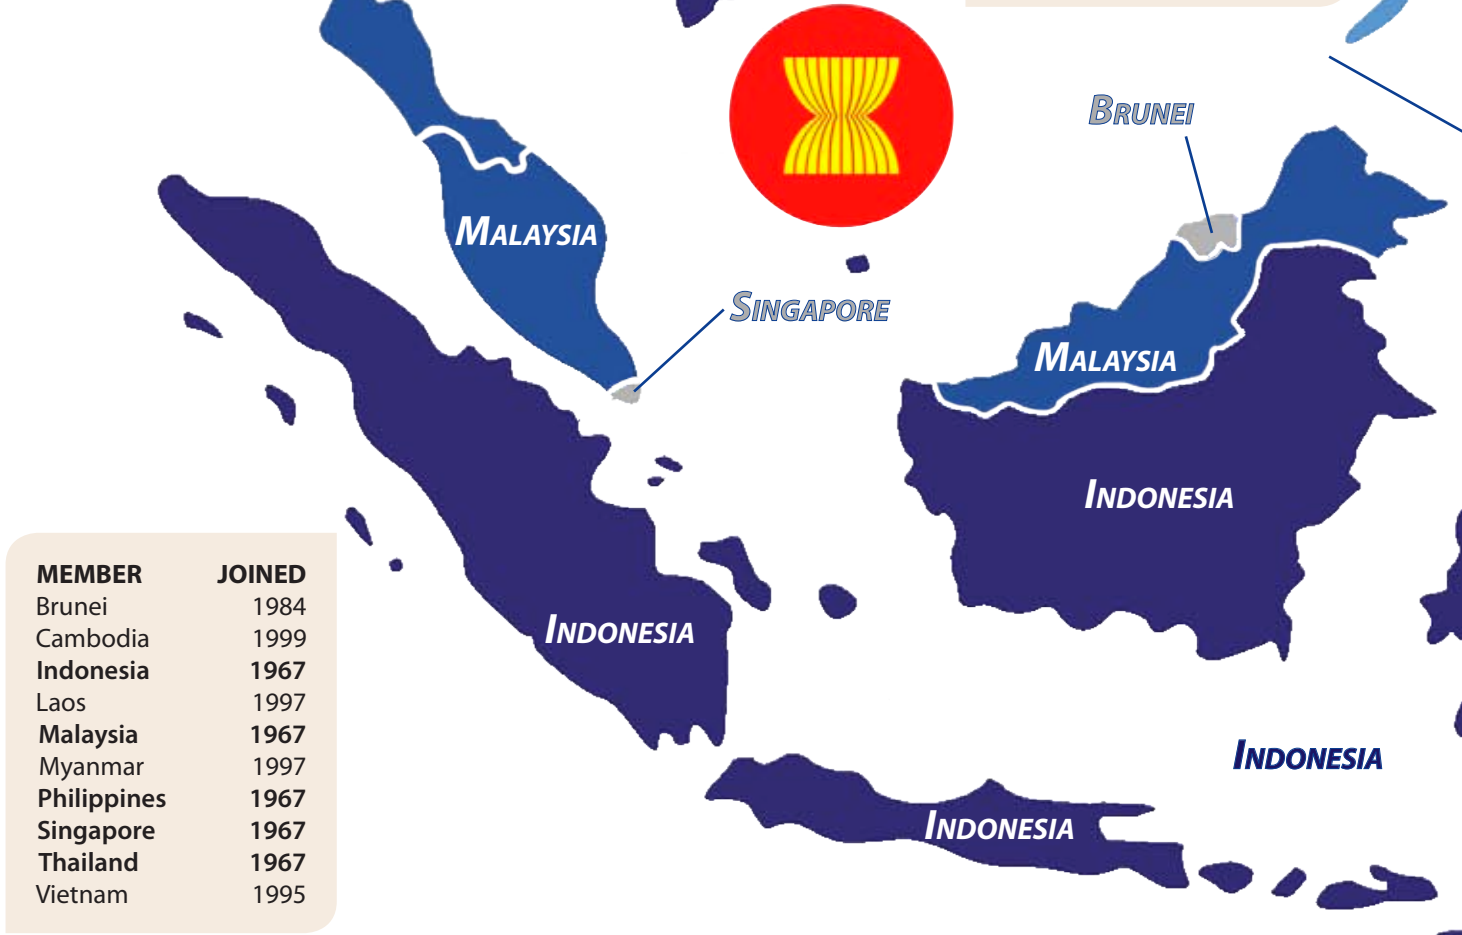 BRUNEI
MALAYSIA
SINGAPORE
MALAYSIA
INDONESIA
INDONESIA
INDONESIA
INDONESIA
MEMBER JOINED
Brunei 1984
Cambodia 1999
Indonesia 1967
Laos 1997
Malaysia 1967
Myanmar 1997
Philippines 1967
Singapore 1967
Thailand 1967
Vietnam 1995